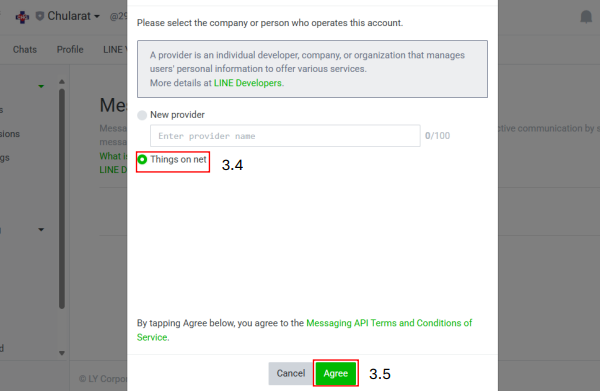 Chularat
@29
Chats
Profile
LINE V
Please select the company or person who operates this account.
A provider is an individual developer, company, or organization that manages
users' personal information to offer various services.
More details at LINE Developers.
New provider
Enter provider name
0/100
Things on net
3.4
Mes
Messa
ctive communication by s
messa
What is
LINE D
s
sions
gs
d
By tapping Agree below, you agree to the Messaging API Terms and Conditions of
Service.
Cancel
Agree
3.5
© LY Corpor